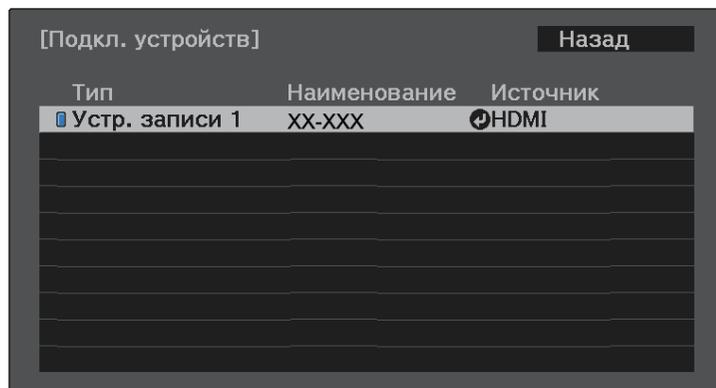 [Подкл. устройств] Назад
Тип Наименование Источник
Устр. записи 1 XX-XXX HDMI